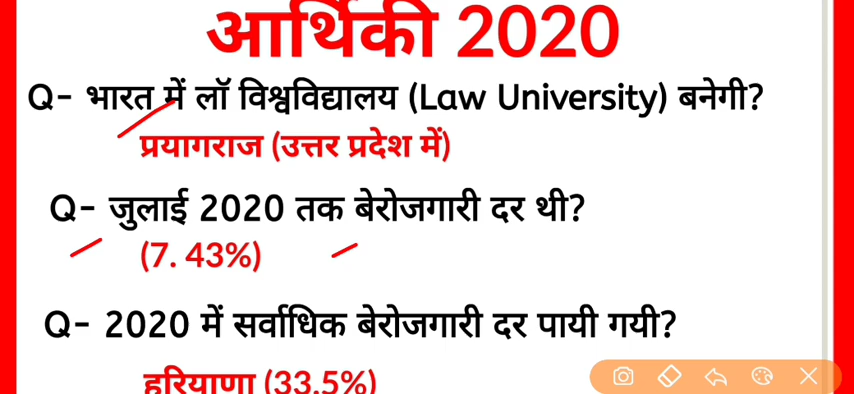 आर्थिकी 2020
Q- भारत में लॉ विश्वविद्यालय (Law University) बनेगी?
प्रयागराज (उत्तर प्रदेश में)
Q- जुलाई 2020 तक बेरोजगारी दर थी?
(7. 43%)
Q- 2020 में सर्वाधिक बेरोजगारी दर पायी गयी?
हरियाणा (33.5%)